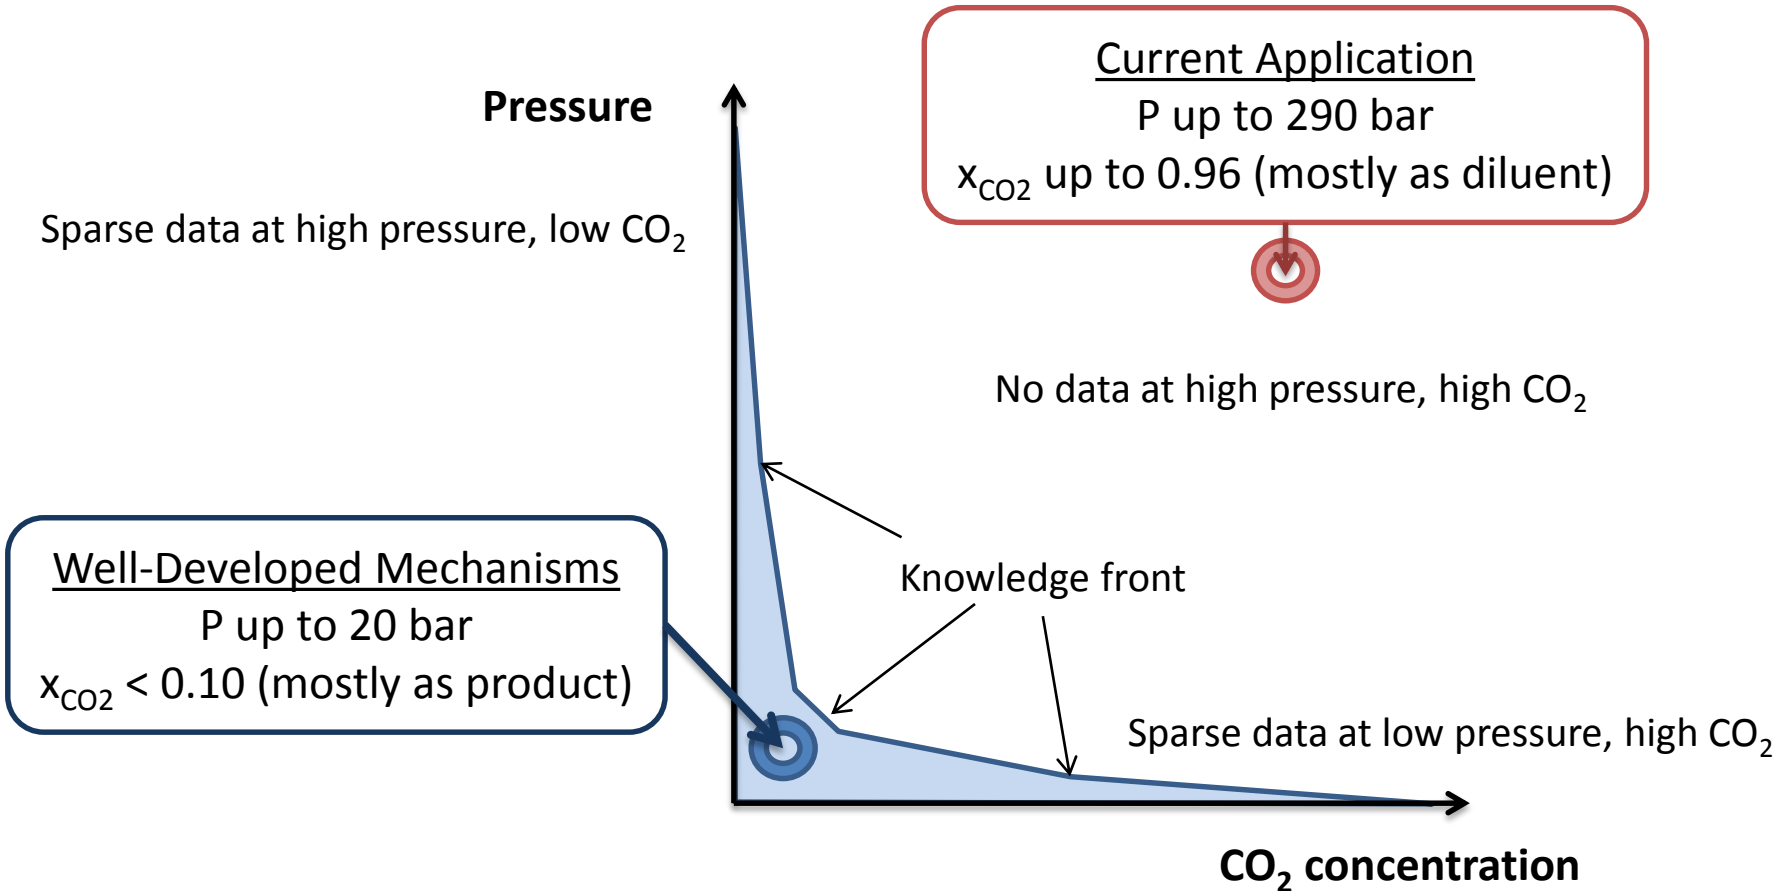 Current Application
P up to 290 bar
x_CO2 up to 0.96 (mostly as diluent)
Pressure
Sparse data at high pressure, low CO₂
No data at high pressure, high CO₂
Well-Developed Mechanisms
P up to 20 bar
x_CO2 < 0.10 (mostly as product)
Knowledge front
Sparse data at low pressure, high CO₂
CO₂ concentration